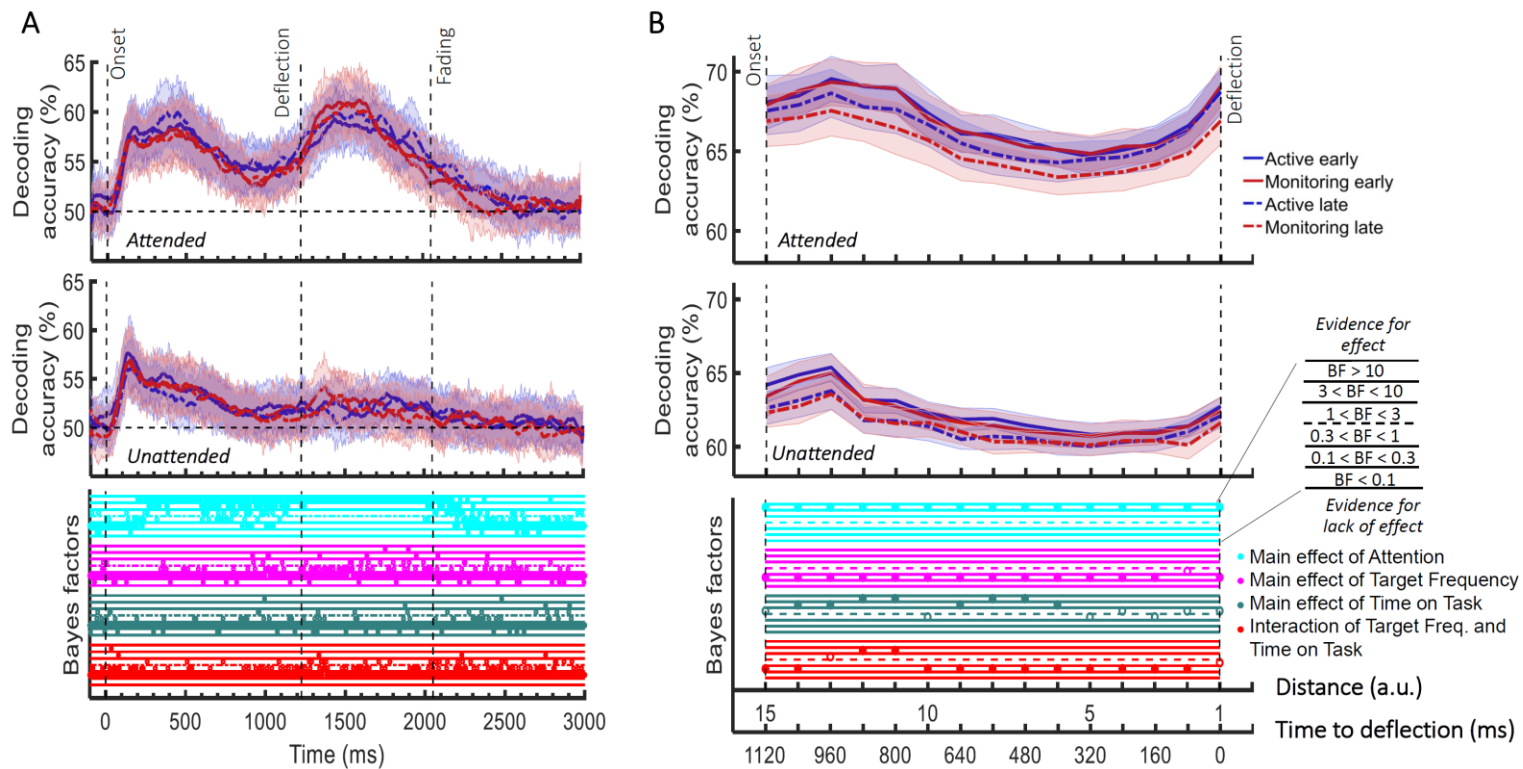 A
Onset
Deflection
Fading
Decoding
accuracy (%)
65
60
55
50
Attended
Decoding
accuracy (%)
65
60
55
50
Unattended
Bayes factors
0
500
1000
1500
2000
2500
3000
Time (ms)
B
Onset
Deflection
Decoding
accuracy (%)
70
65
60
Attended
Active early
Monitoring early
Active late
Monitoring late
Decoding
accuracy (%)
70
65
60
Unattended
Evidence for
effect
BF > 10
3 < BF < 10
1 < BF < 3
0.3 < BF < 1
0.1 < BF < 0.3
BF < 0.1
Evidence for
lack of effect
Bayes factors
Main effect of Attention
Main effect of Target Frequency
Main effect of Time on Task
Interaction of Target Freq. and
Time on Task
Distance (a.u.)
15
10
5
1
Time to deflection (ms)
1120
960
800
640
480
320
160
0